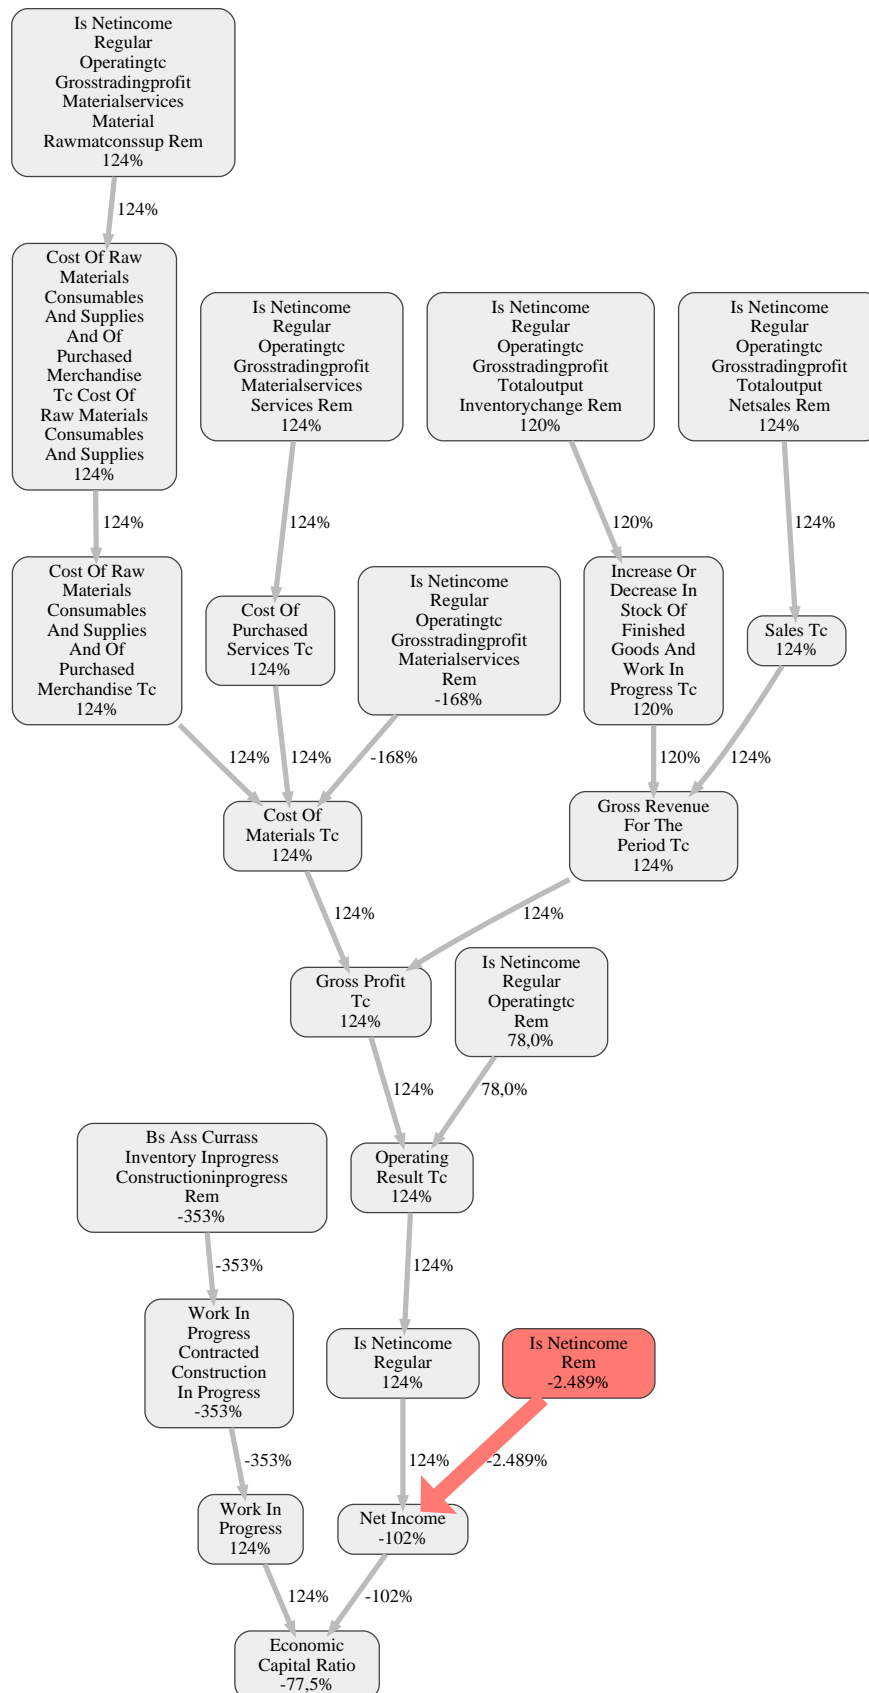 Is Netincome
Regular
Operatingtc
Grosstradingprofit
Materialservices
Material
Rawmatconssup Rem
124%
124%
Cost Of Raw
Materials
Consumables
And Supplies
And Of
Purchased
Merchandise
Tc Cost Of
Raw Materials
Consumables
And Supplies
124%
Is Netincome
Regular
Operatingtc
Grosstradingprofit
Materialservices
Services Rem
124%
Is Netincome
Regular
Operatingtc
Grosstradingprofit
Totaloutput
Inventorychange Rem
120%
Is Netincome
Regular
Operatingtc
Grosstradingprofit
Totaloutput
Netsales Rem
124%
124%
124%
120%
124%
Cost Of Raw
Materials
Consumables
And Supplies
And Of
Purchased
Merchandise Tc
124%
Cost Of
Purchased
Services Tc
124%
Is Netincome
Regular
Operatingtc
Grosstradingprofit
Materialservices
Rem
-168%
Increase Or
Decrease In
Stock Of
Finished
Goods And
Work In
Progress Tc
120%
Sales Tc
124%
124%
124%
-168%
120%
124%
Cost Of
Materials Tc
124%
Gross Revenue
For The
Period Tc
124%
124%
124%
Gross Profit
Tc
124%
Is Netincome
Regular
Operatingtc
Rem
78,0%
124%
78,0%
Bs Ass Currass
Inventory Inprogress
Constructioninprogress
Rem
-353%
Operating
Result Tc
124%
-353%
124%
Work In
Progress
Contracted
Construction
In Progress
-353%
Is Netincome
Regular
124%
Is Netincome
Rem
-2.489%
-353%
124%
-2.489%
Work In
Progress
124%
Net Income
-102%
124%
-102%
Economic
Capital Ratio
-77,5%